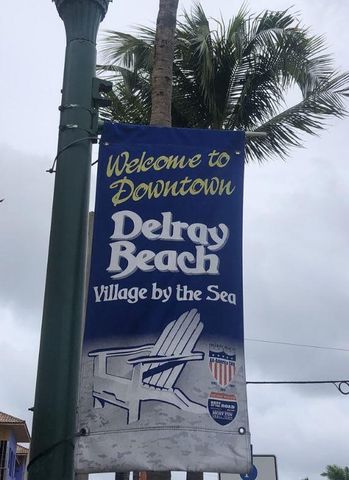 Welcome to
Downtown
Delray
Beach
Village by the Sea